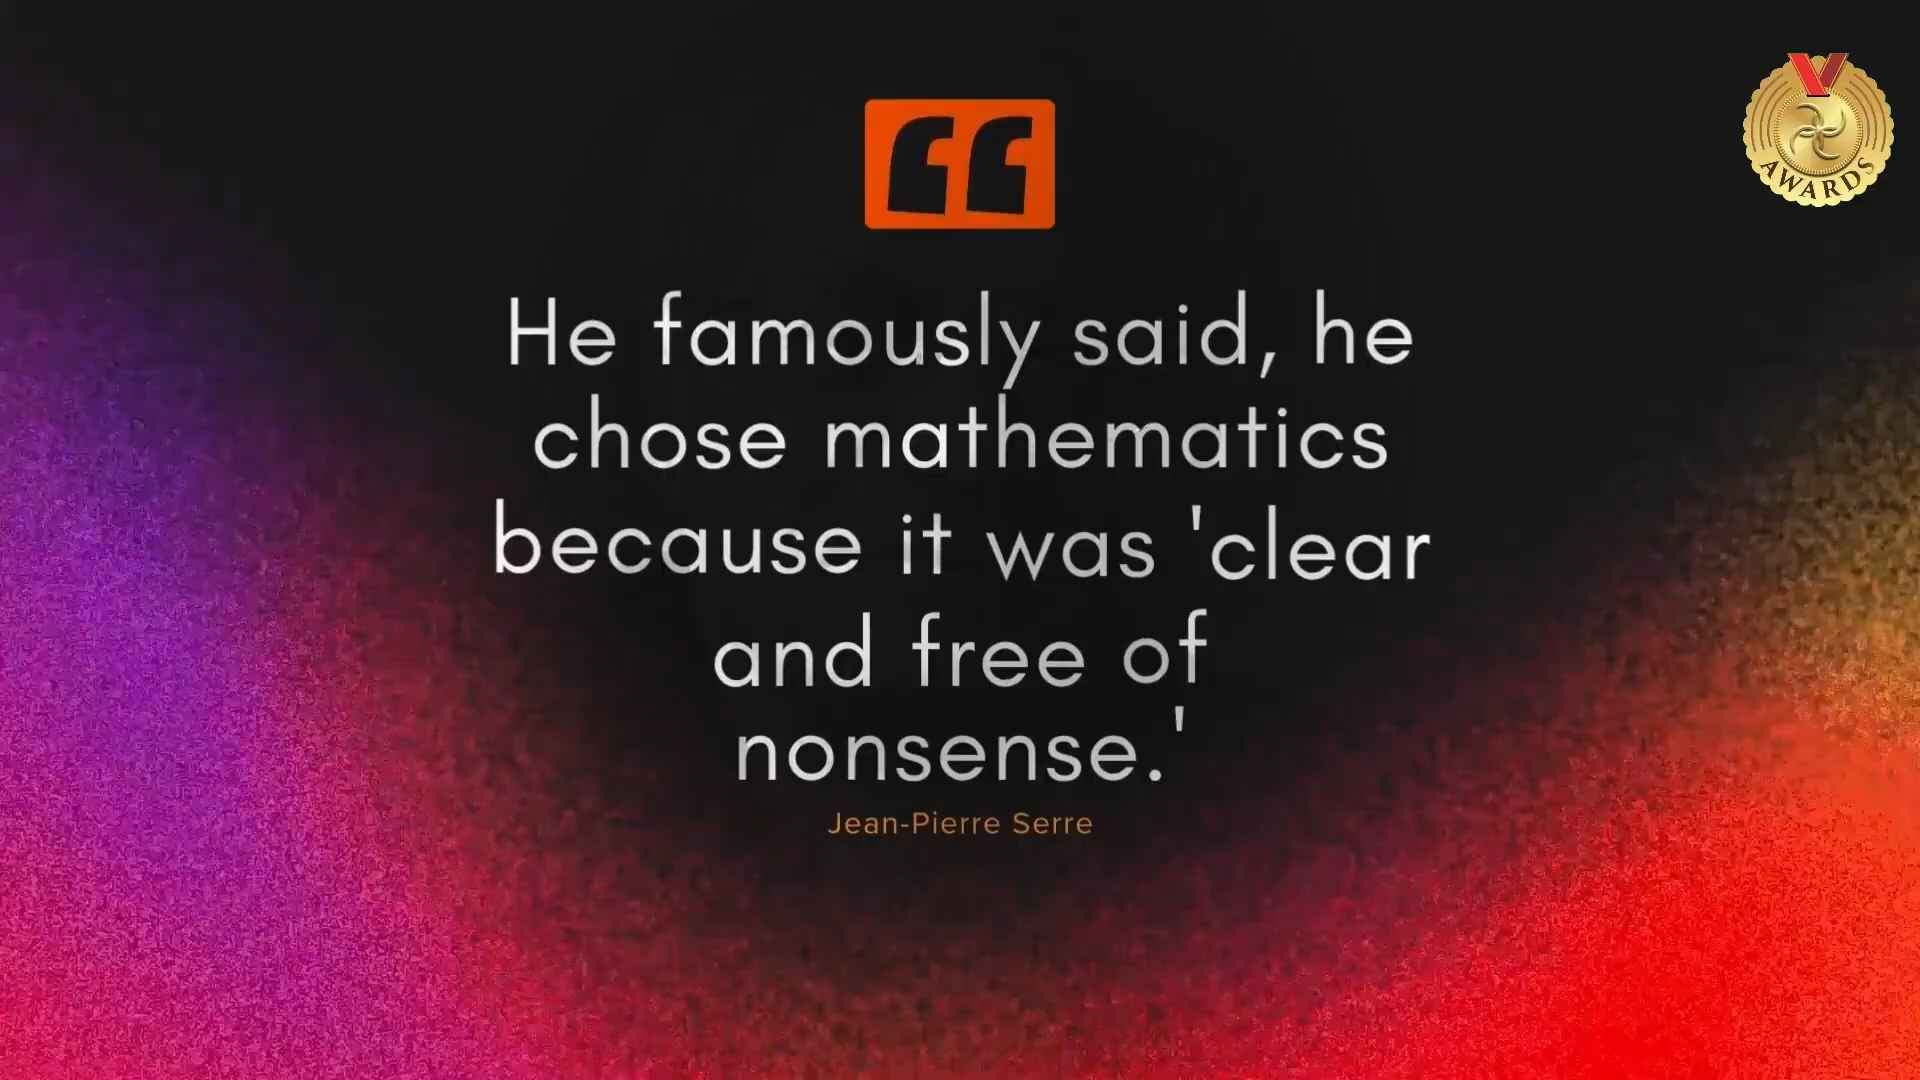 AWARDS
He famously said, he
chose mathematics
because it was 'clear
and free of
nonsense.'
Jean-Pierre Serre